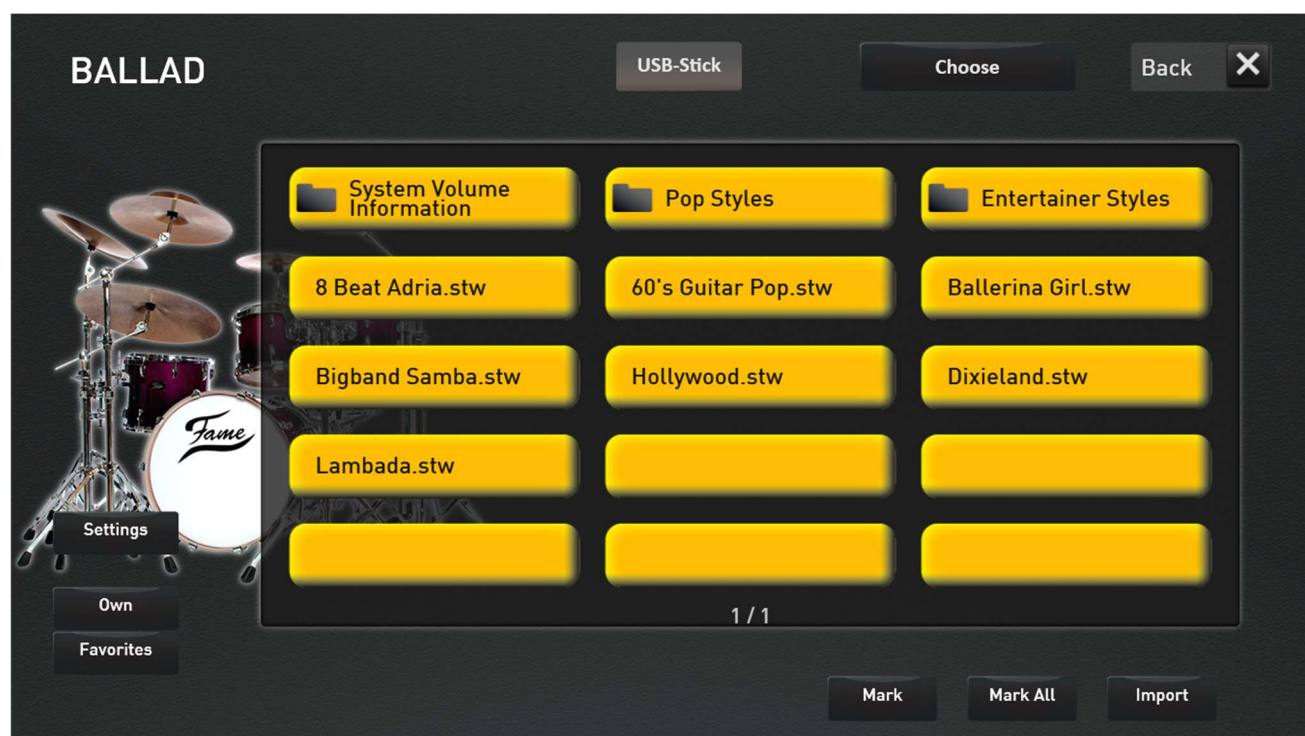 BALLAD
USB-Stick
Choose
Back
System Volume
Information
Pop Styles
Entertainer Styles
8 Beat Adria.stw
60's Guitar Pop.stw
Ballerina Girl.stw
Bigband Samba.stw
Hollywood.stw
Dixieland.stw
Fame
Lambada.stw
Settings
Own
1 / 1
Favorites
Mark
Mark All
Import